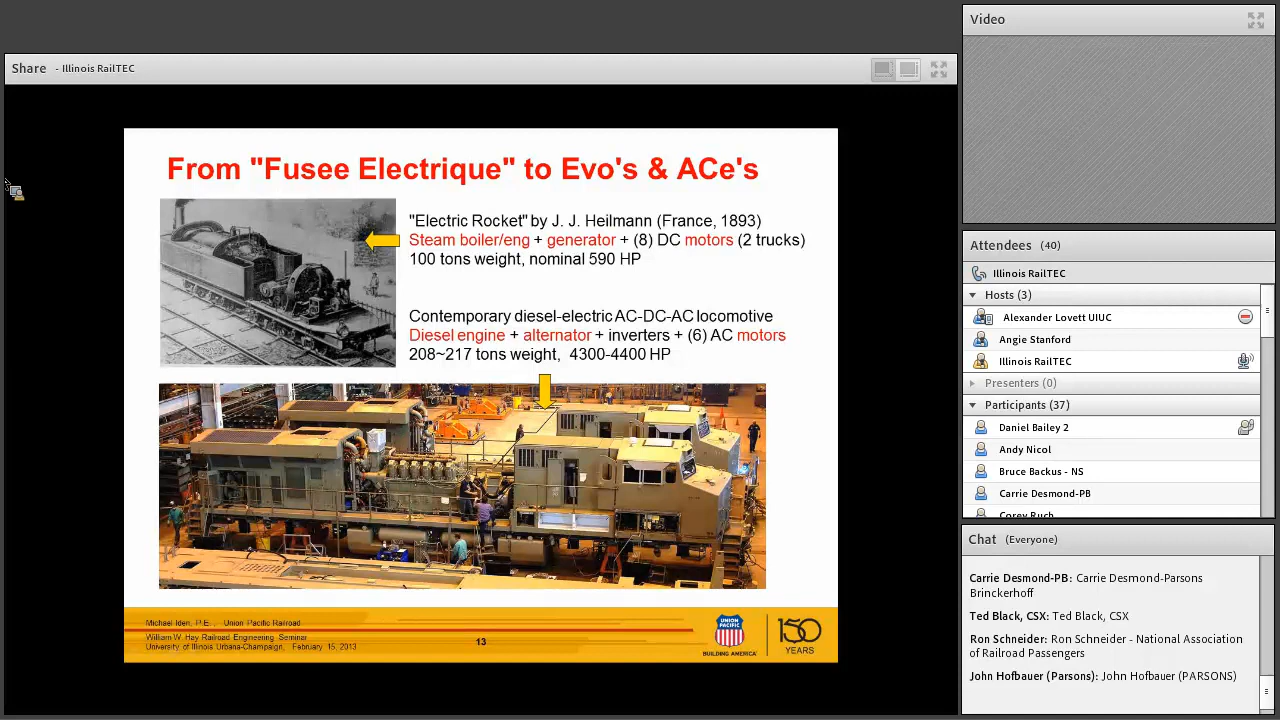 Share - Illinois RailTEC
From "Fusee Electrique" to Evo's & ACe's
"Electric Rocket" by J. J. Heilmann (France, 1893)
Steam boiler/eng + generator + (8) DC motors (2 trucks)
100 tons weight, nominal 590 HP
Contemporary diesel-electric AC-DC-AC locomotive
Diesel engine + alternator + inverters + (6) AC motors
208~217 tons weight, 4300-4400 HP
Michael Iden, P.E. , Union Pacific Railroad
William W. Hay Railroad Engineering Seminar
University of Illinois Urbana-Champaign, February 15, 2013
13
UNION
PACIFIC
BUILDING AMERICA
150
YEARS
Video
Attendees (40)
Illinois RailTEC
Hosts (3)
Alexander Lovett UIUC
Angie Stanford
Illinois RailTEC
Presenters (0)
Participants (37)
Daniel Bailey 2
Andy Nicol
Bruce Backus - NS
Carrie Desmond-PB
Corey Ruch
Chat (Everyone)
Carrie Desmond-PB: Carrie Desmond-Parsons
Brinckerhoff
Ted Black, CSX: Ted Black, CSX
Ron Schneider: Ron Schneider - National Association
of Railroad Passengers
John Hofbauer (Parsons): John Hofbauer (PARSONS)